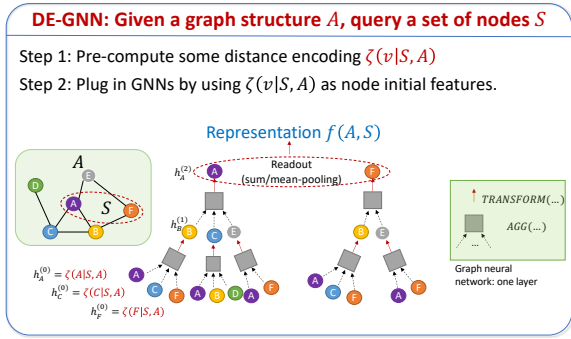 DE-GNN: Given a graph structure A, query a set of nodes S
Step 1: Pre-compute some distance encoding ζ(v|S, A)
Step 2: Plug in GNNs by using ζ(v|S, A) as node initial features.
Representation f(A, S)
h_A^(2) A Readout F
(sum/mean-pooling)
A
E
D
A S
F
C B
h_B^(1) B C E
B E
TRANSFORM(…)
AGG(…)
...
Graph neural
network: one layer
h_A^(0) = ζ(A|S, A)
h_C^(0) = ζ(C|S, A)
h_F^(0) = ζ(F|S, A)
A C F A B D A A F
A C F A F